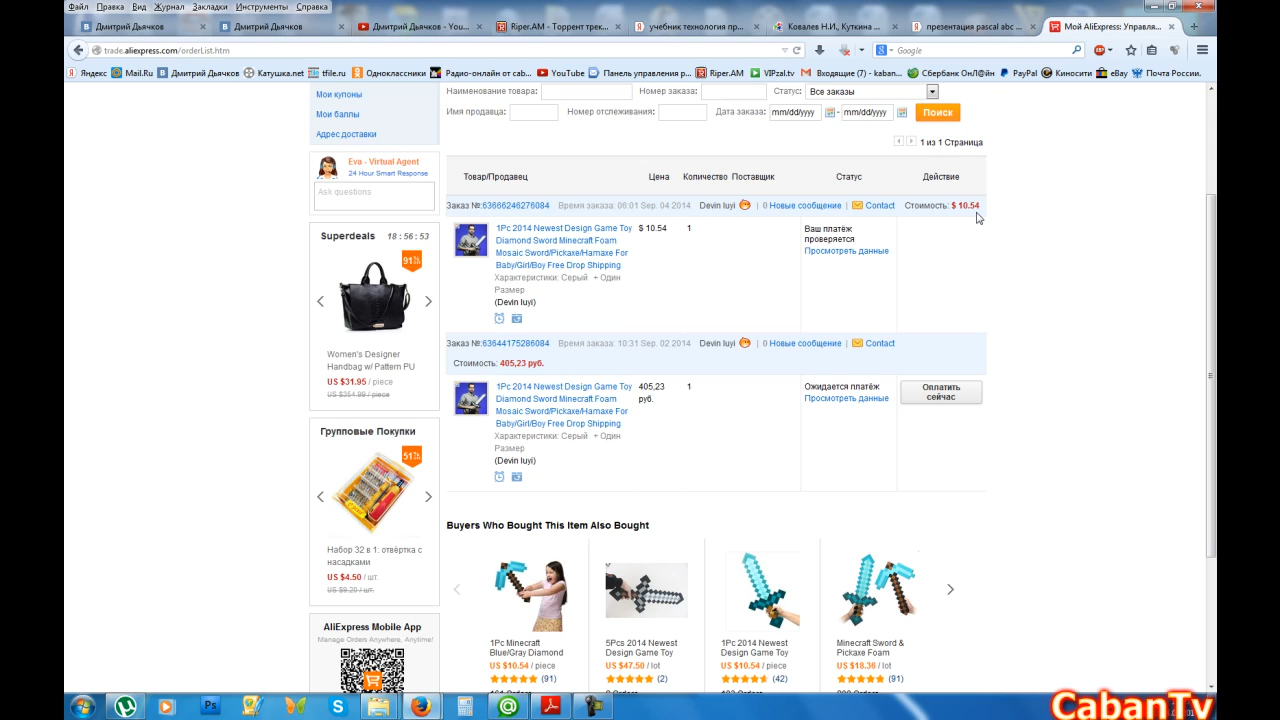 Файл Правка Вид Журнал Закладки Инструменты Справка
Дмитрий Дьячков Дмитрий Дьячков Дмитрий Дьячков - You... Riper.AM - Торрент трек... учебник технология пр... Ковалев Н.И., Куткина ... презентация pascal abc ... Мой AliExpress: Управля...
trade.aliexpress.com/orderList.htm Google
Яндекс Mail.Ru Дмитрий Дьячков Катушка.net tfile.ru Одноклассники Радио-онлайн от cab... YouTube Панель управления р... Riper.AM VIPzal.tv Входящие (7) - kaban... Сбербанк ОнЛ@йн PayPal Киносити eBay Почта России.
Мои купоны
Мои баллы
Адрес доставки
Eva - Virtual Agent
24 Hour Smart Response
Ask questions
Superdeals 18 : 56 : 53
91%
Women's Designer
Handbag w/ Pattern PU
US $31.95 / piece
US $354.99 / piece
Групповые Покупки
51%
Набор 32 в 1: отвёртка с
насадками
US $4.50 / шт.
US $9.20 / шт.
AliExpress Mobile App
Manage Orders Anywhere, Anytime!
Наименование товара: Номер заказа: Статус: Все заказы
Имя продавца: Номер отслеживания: Дата заказа: mm/dd/yyyy - mm/dd/yyyy Поиск
1 из 1 Страница
Товар/Продавец Цена Количество Поставщик Статус Действие
Заказ №:63666246276084 Время заказа: 06:01 Sep. 04 2014 Devin luyi | 0 Новые сообщение | Contact Стоимость: $ 10.54
1Pc 2014 Newest Design Game Toy
Diamond Sword Minecraft Foam
Mosaic Sword/Pickaxe/Hamaxe For
Baby/Girl/Boy Free Drop Shipping
Характеристики: Серый + Один
Размер
(Devin luyi)
$ 10.54 1
Ваш платёж
проверяется
Просмотреть данные
Заказ №:63644175286084 Время заказа: 10:31 Sep. 02 2014 Devin luyi | 0 Новые сообщение | Contact
Стоимость: 405,23 руб.
1Pc 2014 Newest Design Game Toy
Diamond Sword Minecraft Foam
Mosaic Sword/Pickaxe/Hamaxe For
Baby/Girl/Boy Free Drop Shipping
Характеристики: Серый + Один
Размер
(Devin luyi)
405,23 1
руб.
Ожидается платёж
Просмотреть данные
Оплатить
сейчас
Buyers Who Bought This Item Also Bought
1Pc Minecraft
Blue/Gray Diamond
US $10.54 / piece
(91)
5Pcs 2014 Newest
Design Game Toy
US $47.50 / lot
(2)
1Pc 2014 Newest
Design Game Toy
US $10.54 / piece
(42)
Minecraft Sword &
Pickaxe Foam
US $18.36 / lot
(91)
CabanTv